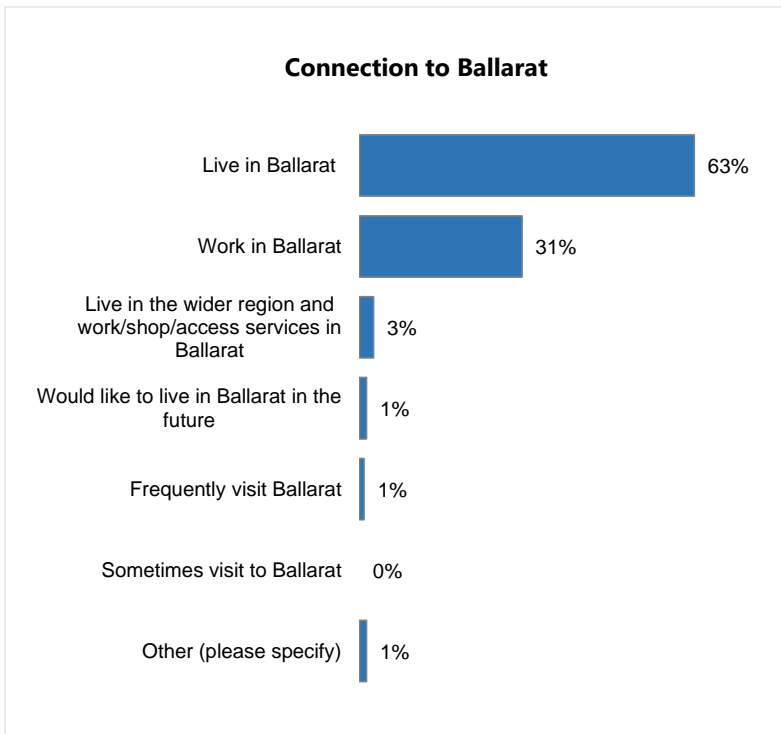 Connection to Ballarat
Live in Ballarat
63%
Work in Ballarat
31%
Live in the wider region and
work/shop/access services in
Ballarat
3%
Would like to live in Ballarat in the
future
1%
Frequently visit Ballarat
1%
Sometimes visit to Ballarat
0%
Other (please specify)
1%